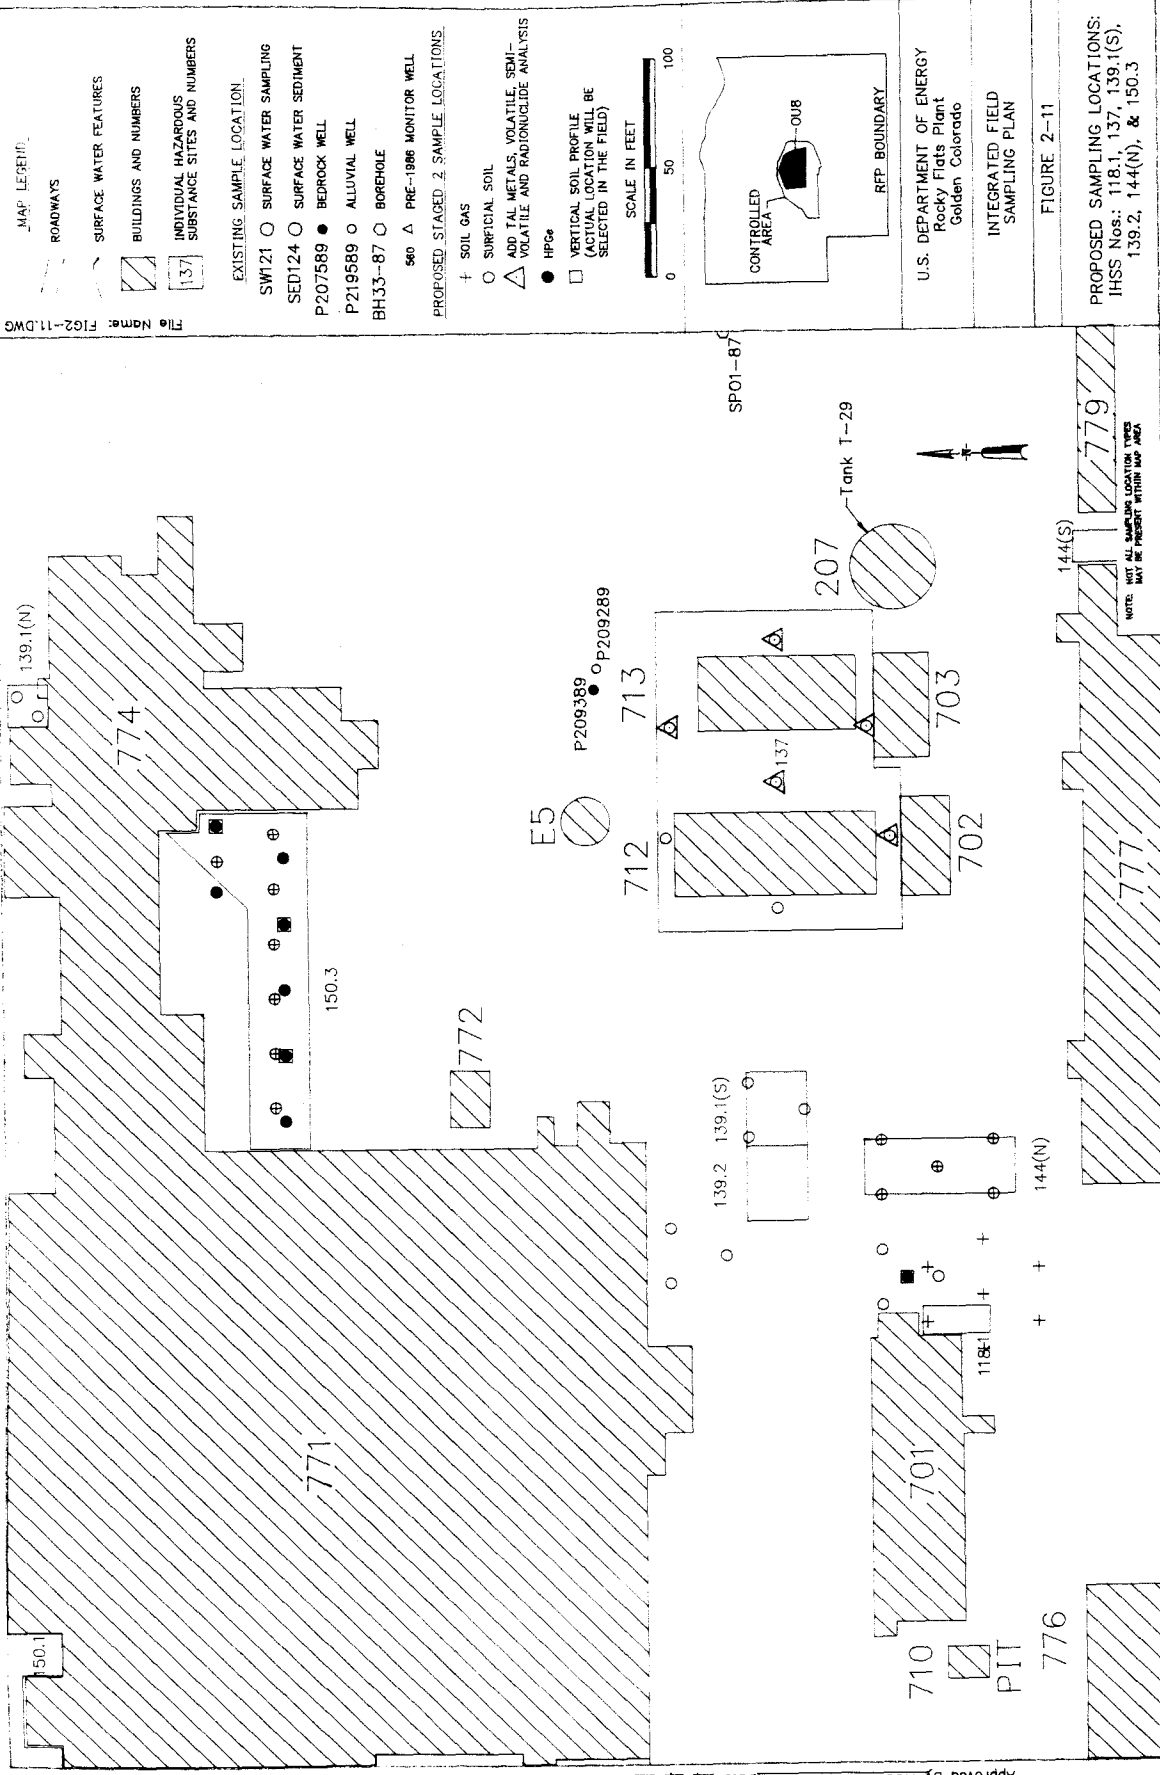 File Name: FIG2-11.DWG
MAP LEGEND
ROADWAYS
SURFACE WATER FEATURES
BUILDINGS AND NUMBERS
137
INDIVIDUAL HAZARDOUS
SUBSTANCE SITES AND NUMBERS
EXISTING SAMPLE LOCATION
SW121 SURFACE WATER SAMPLING
SED124 SURFACE WATER SEDIMENT
P207589 BEDROCK WELL
P219589 ALLUVIAL WELL
BH33-87 BOREHOLE
560 PRE-1986 MONITOR WELL
PROPOSED STAGED 2 SAMPLE LOCATIONS
SOIL GAS
SURFICIAL SOIL
ADD TAL METALS, VOLATILE, SEMI-
VOLATILE AND RADIONUCLIDE ANALYSIS
HPGe
VERTICAL SOIL PROFILE
(ACTUAL LOCATION WILL BE
SELECTED IN THE FIELD)
SCALE IN FEET
0 50 100
CONTROLLED
AREA
OU8
RFP BOUNDARY
U.S. DEPARTMENT OF ENERGY
Rocky Flats Plant
Golden Colorado
INTEGRATED FIELD
SAMPLING PLAN
FIGURE 2-11
PROPOSED SAMPLING LOCATIONS:
IHSS Nos.: 118.1, 137, 139.1(S),
139.2, 144(N), & 150.3
139.1(N)
774
150.1
771
150.3
772
E5
P209389
P209289
SP01-87
712
713
137
207
Tank T-29
702
703
139.2
139.1(S)
144(N)
118.1
701
710
PIT
776
777
144(S)
779
N
NOTE: NOT ALL SAMPLING LOCATION TYPES
MAY BE PRESENT WITHIN MAP AREA